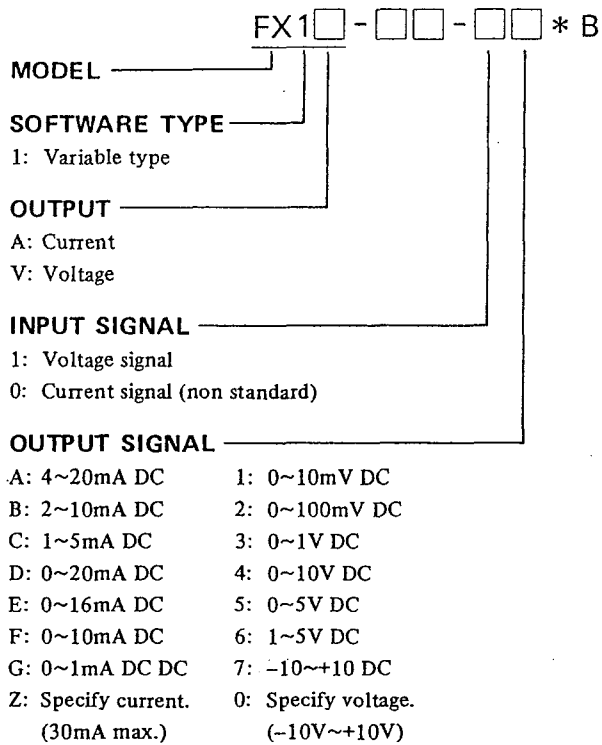 FX1□-□□-□□*B
MODEL
SOFTWARE TYPE
1: Variable type
OUTPUT
A: Current
V: Voltage
INPUT SIGNAL
1: Voltage signal
0: Current signal (non standard)
OUTPUT SIGNAL
A: 4~20mA DC 1: 0~10mV DC
B: 2~10mA DC 2: 0~100mV DC
C: 1~5mA DC 3: 0~1V DC
D: 0~20mA DC 4: 0~10V DC
E: 0~16mA DC 5: 0~5V DC
F: 0~10mA DC 6: 1~5V DC
G: 0~1mA DC DC 7: -10~+10 DC
Z: Specify current. 0: Specify voltage.
(30mA max.) (-10V~+10V)